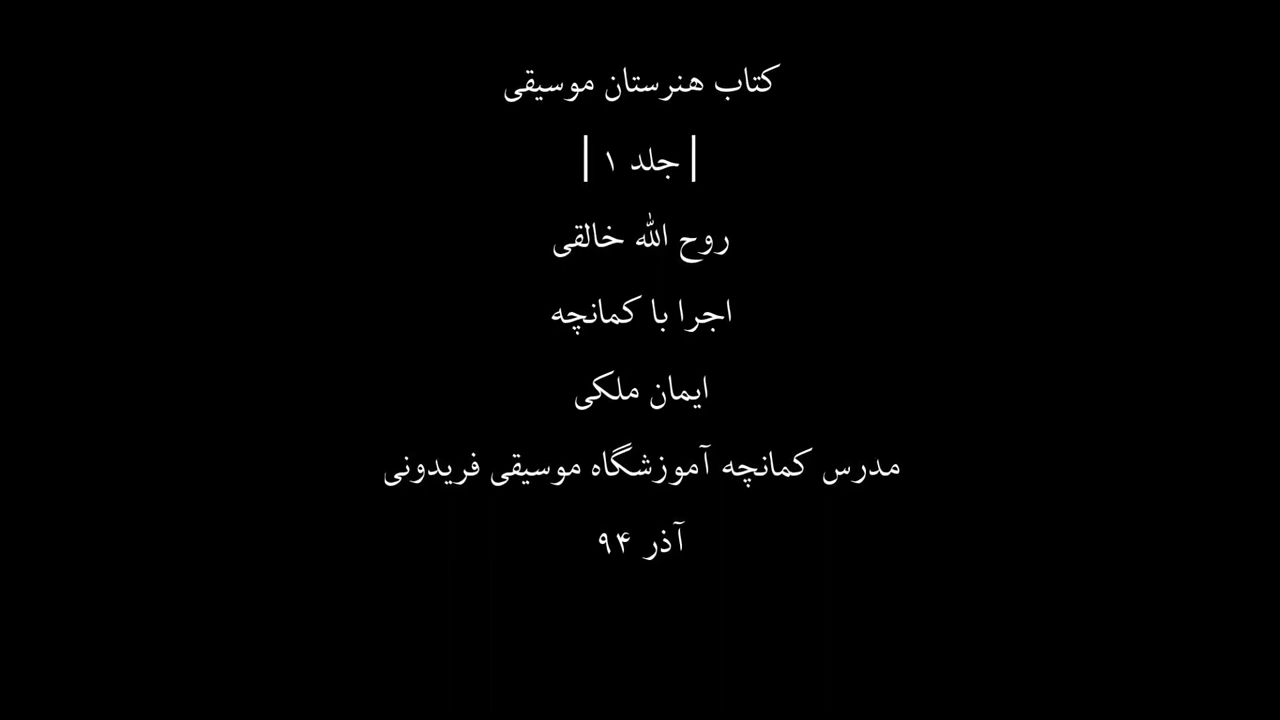 کتاب هنرستان موسیقی
| جلد ۱ |
روح الله خالقی
اجرا با کمانچه
ایمان ملکی
مدرس کمانچه آموزشگاه موسیقی فریدونی
آذر ۹۴